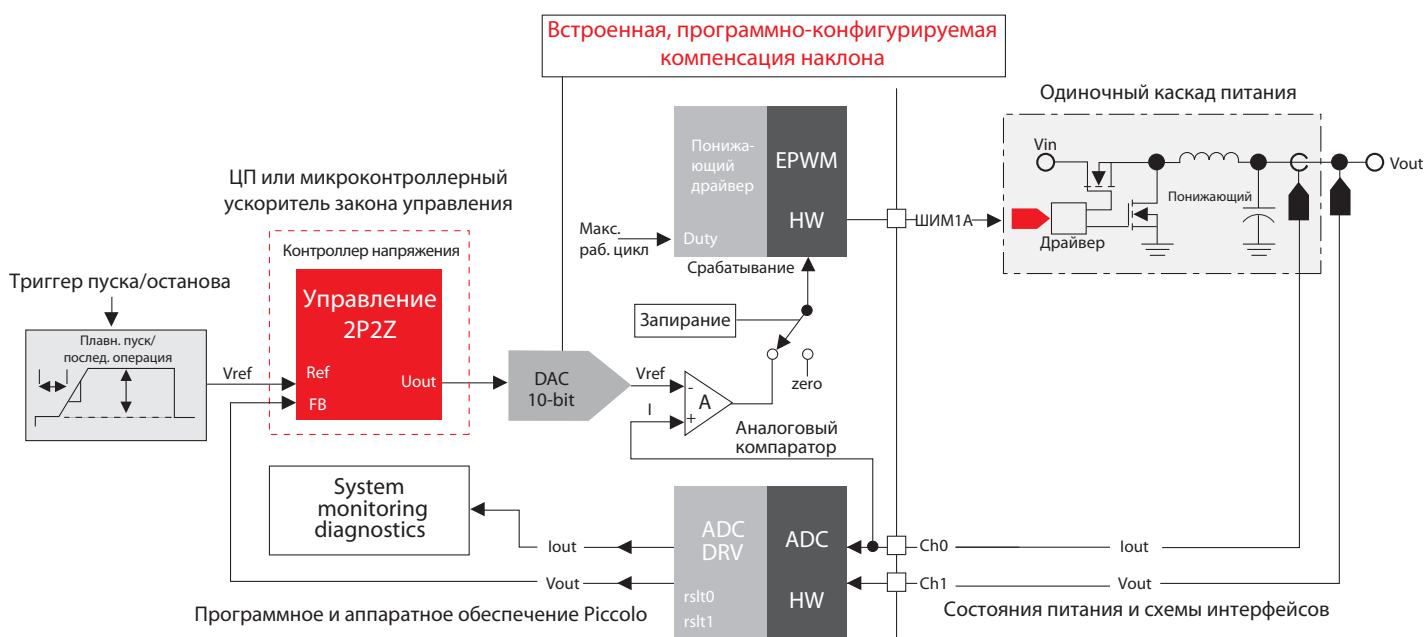 Встроенная, программно-конфигурируемая
компенсация наклона
Одиночный каскад питания
Vin
Vout
Понижающий
Драйвер
ШИМ1А
Понижа-
ющий
драйвер
Duty
EPWM
HW
Макс.
раб. цикл
Срабатывание
Запирание
zero
ЦП или микроконтроллерный
ускоритель закона управления
Контроллер напряжения
Управление
2P2Z
Ref
FB
Uout
Триггер пуска/останова
Плавн. пуск/
послед. операция
Vref
DAC
10-bit
Vref
I
-
+
A
Аналоговый
компаратор
System
monitoring
diagnostics
Iout
Vout
ADC
DRV
rslt0
rslt1
ADC
HW
Ch0
Iout
Ch1
Vout
Программное и аппаратное обеспечение Piccolo
Состояния питания и схемы интерфейсов